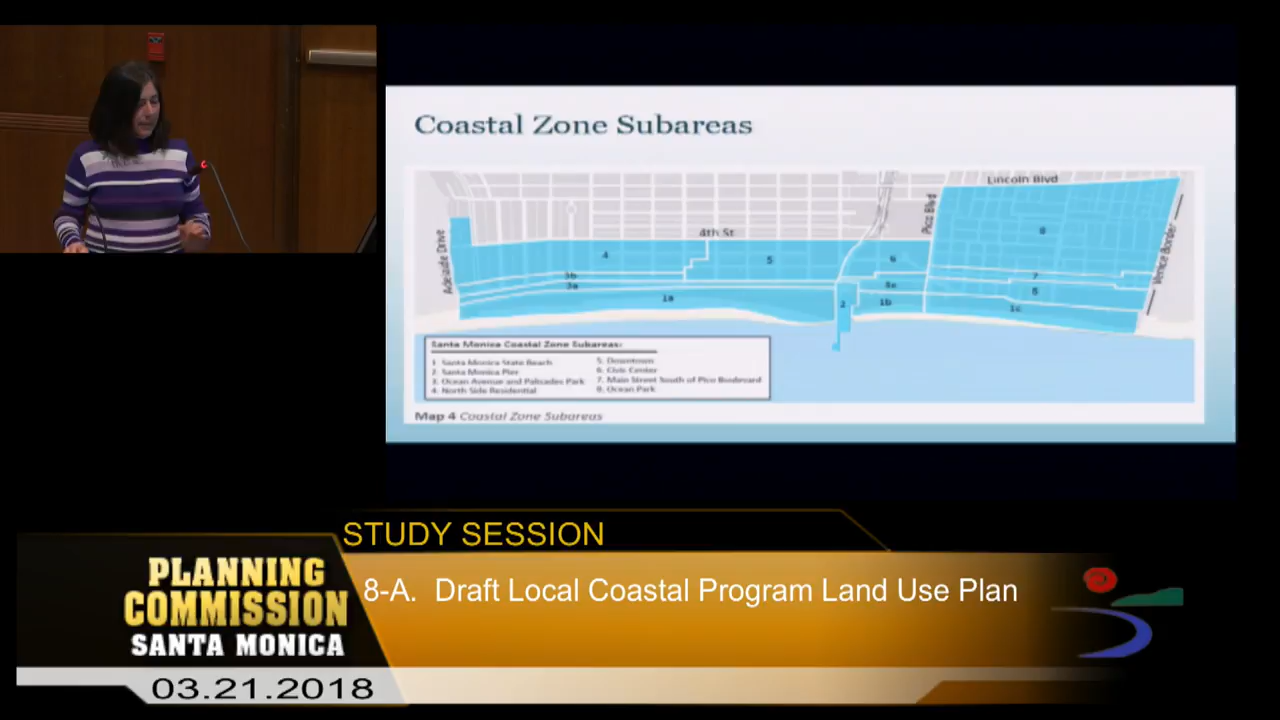 Coastal Zone Subareas
Lincoln Blvd
Pico Blvd
4th St
Adelaide Drive
Venice Border
4
5
6
8
3b
3a
7
1a
2
1b
1c
Santa Monica Coastal Zone Subareas:
1. Santa Monica State Beach
2. Santa Monica Pier
3. Ocean Avenue and Palisades Park
4. North Side Residential
5. Downtown
6. Civic Center
7. Main Street South of Pico Boulevard
8. Ocean Park
Map 4 Coastal Zone Subareas
STUDY SESSION
8-A. Draft Local Coastal Program Land Use Plan
PLANNING
COMMISSION
SANTA MONICA
03.21.2018